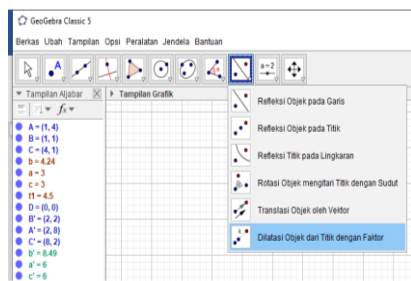 GeoGebra Classic 5
Berkas Ubah Tampilan Opsi Peralatan Jendela Bantuan
A
a=2
Tampilan Aljabar
Tampilan Grafik
fx
A = (1, 4)
B = (1, 1)
C = (4, 1)
b = 4.24
a = 3
c = 3
t1 = 4.5
D = (0, 0)
B' = (2, 2)
A' = (2, 8)
C' = (8, 2)
b' = 8.49
a' = 6
c' = 6
Refleksi Objek pada Garis
Refleksi Objek pada Titik
Refleksi Titik pada Lingkaran
Rotasi Objek mengitari Titik dengan Sudut
Translasi Objek oleh Vektor
Dilatasi Objek dari Titik dengan Faktor